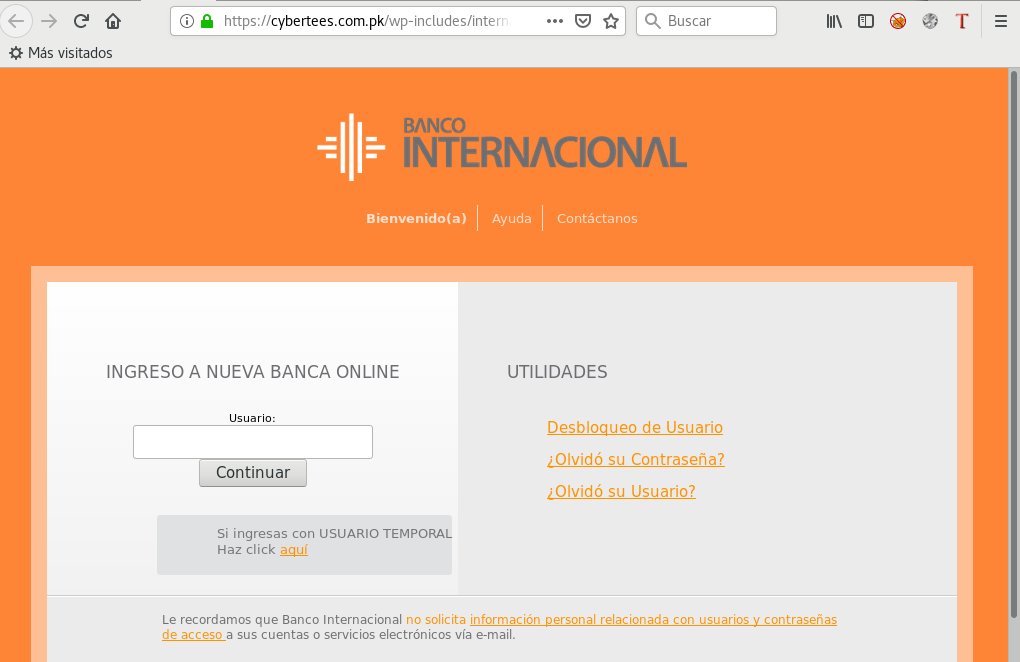 https://cybertees.com.pk/wp-includes/intern
Buscar
T
Más visitados
BANCO
INTERNACIONAL
Bienvenido(a)
Ayuda
Contáctanos
INGRESO A NUEVA BANCA ONLINE
Usuario:
Continuar
Si ingresas con USUARIO TEMPORAL
Haz click aquí
UTILIDADES
Desbloqueo de Usuario
¿Olvidó su Contraseña?
¿Olvidó su Usuario?
Le recordamos que Banco Internacional no solicita información personal relacionada con usuarios y contraseñas
de acceso a sus cuentas o servicios electrónicos vía e-mail.